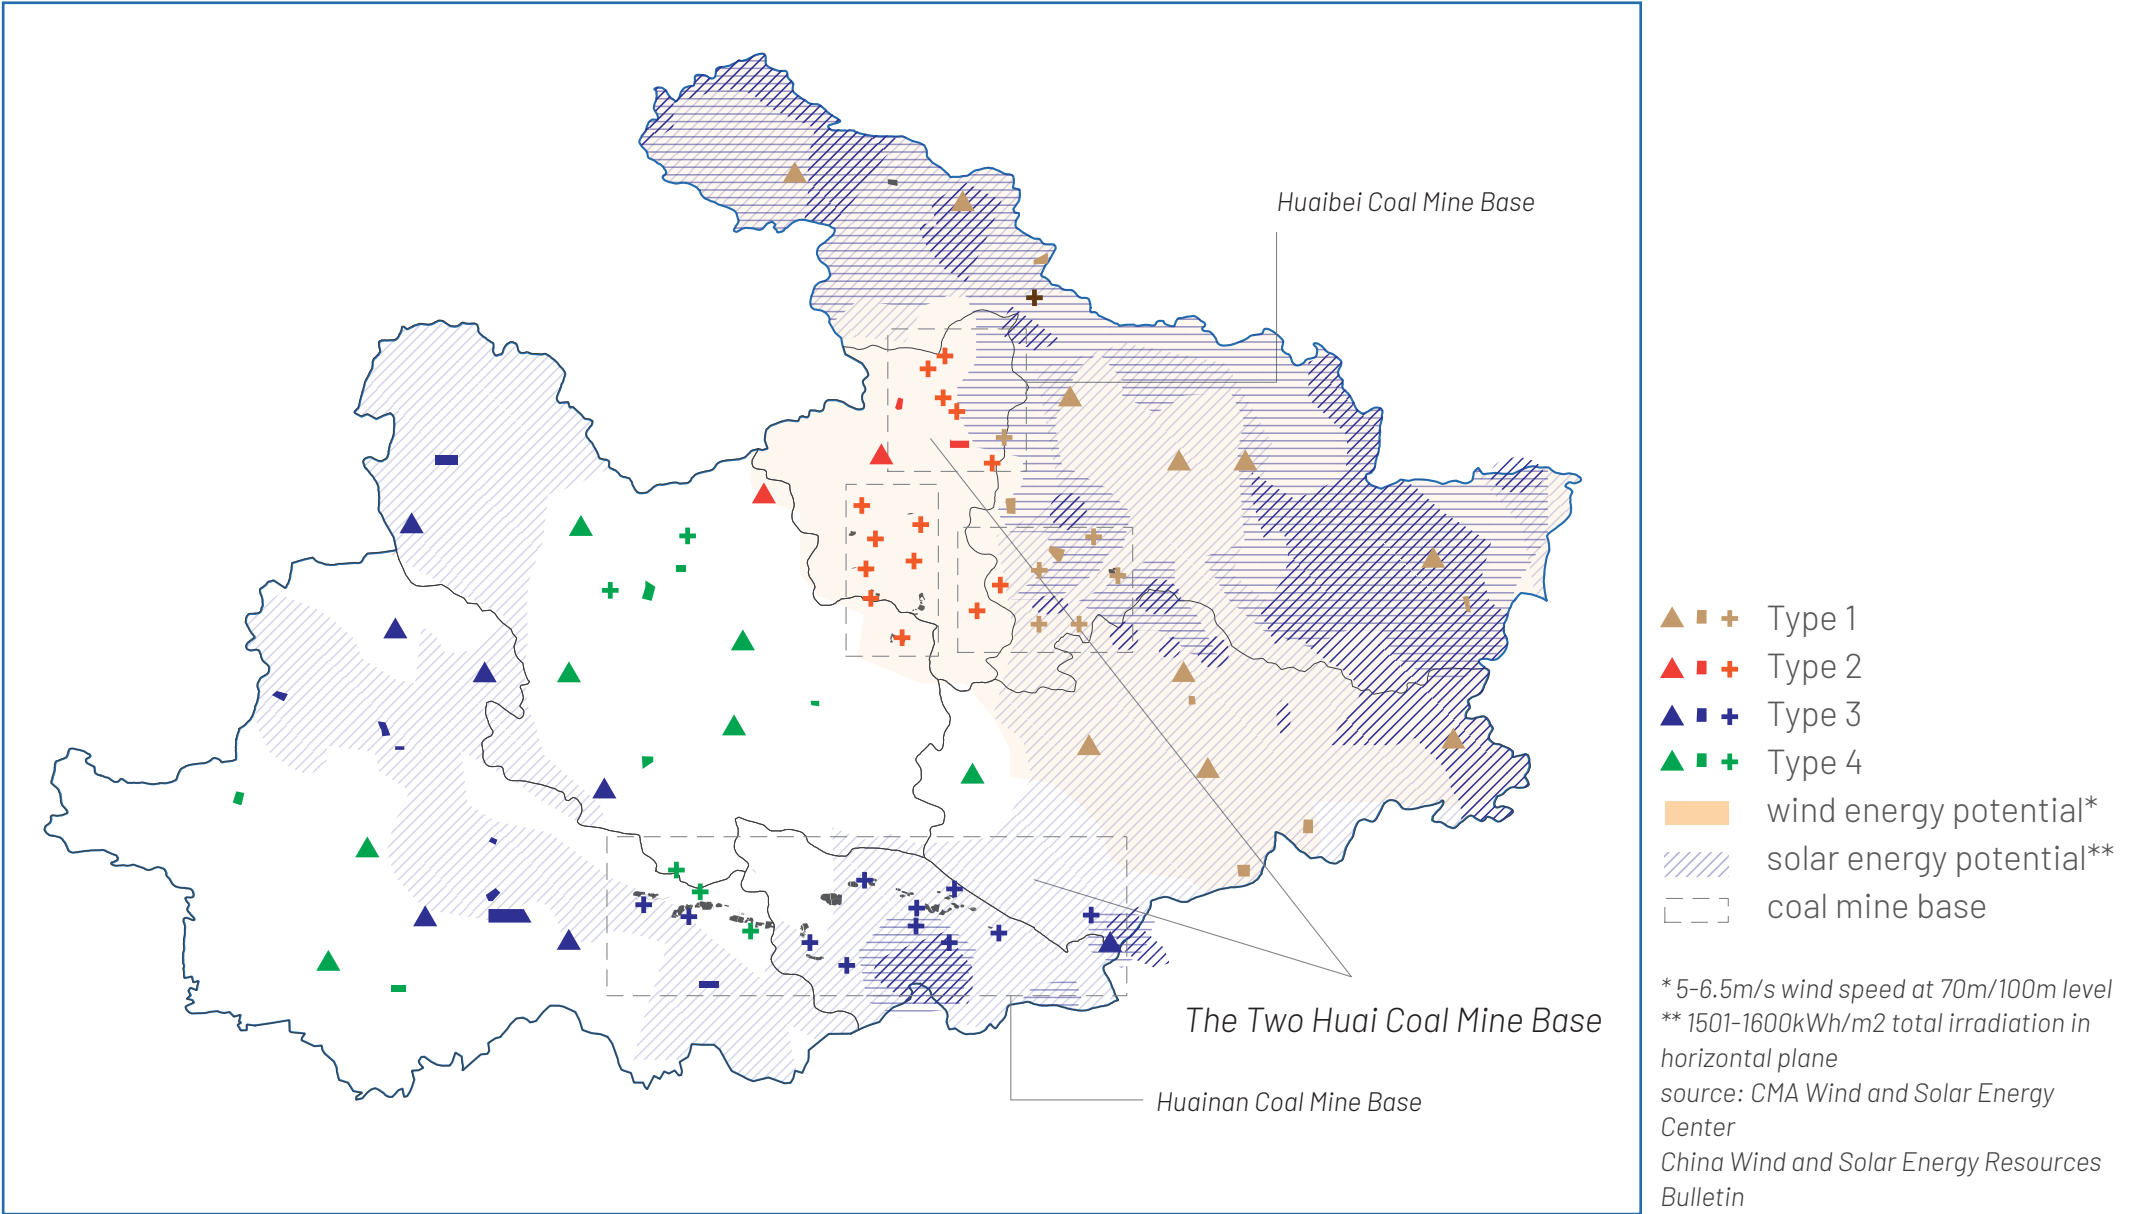 Huaibei Coal Mine Base
The Two Huai Coal Mine Base
Huainan Coal Mine Base
Type 1
Type 2
Type 3
Type 4
wind energy potential*
solar energy potential**
coal mine base
* 5-6.5m/s wind speed at 70m/100m level
** 1501-1600kWh/m2 total irradiation in
horizontal plane
source: CMA Wind and Solar Energy
Center
China Wind and Solar Energy Resources
Bulletin